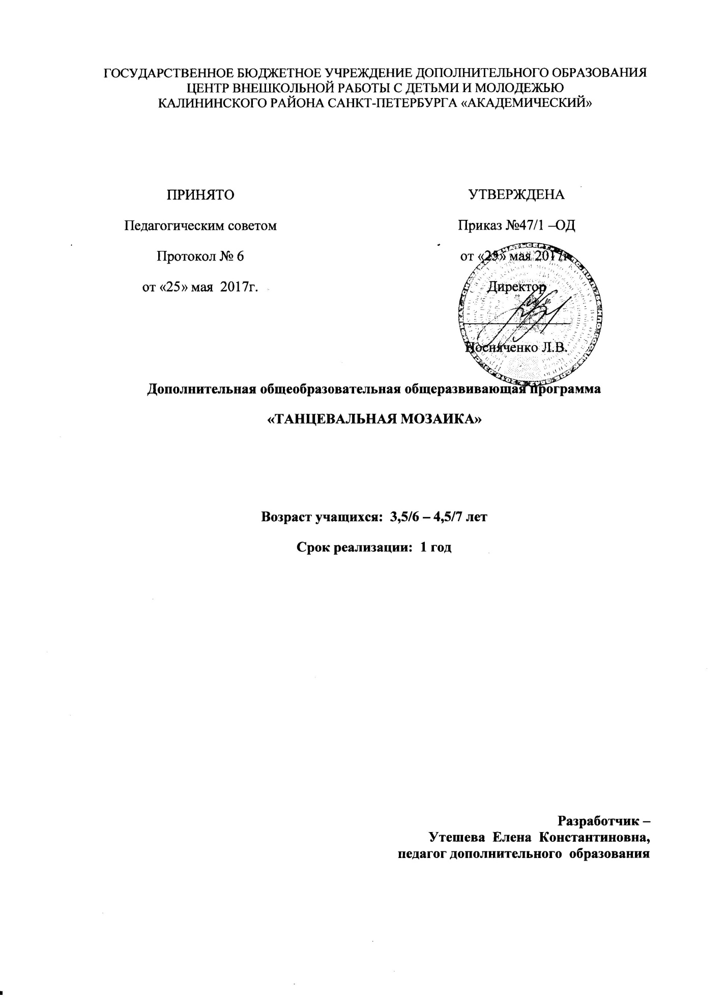 ГОСУДАРСТВЕННОЕ БЮДЖЕТНОЕ УЧРЕЖДЕНИЕ ДОПОЛНИТЕЛЬНОГО ОБРАЗОВАНИЯ
ЦЕНТР ВНЕШКОЛЬНОЙ РАБОТЫ С ДЕТЬМИ И МОЛОДЕЖЬЮ
КАЛИНИНСКОГО РАЙОНА САНКТ-ПЕТЕРБУРГА «АКАДЕМИЧЕСКИЙ»
ПРИНЯТО
Педагогическим советом
Протокол № 6
от «25» мая 2017г.
УТВЕРЖДЕНА
Приказ №47/1 –ОД
от «25» мая 2017г
Директор
Л.В.
Дополнительная общеобразовательная общеразвивающая программа
«ТАНЦЕВАЛЬНАЯ МОЗАИКА»
Возраст учащихся: 3,5/6 – 4,5/7 лет
Срок реализации: 1 год
Разработчик –
Утешева Елена Константиновна,
педагог дополнительного образования